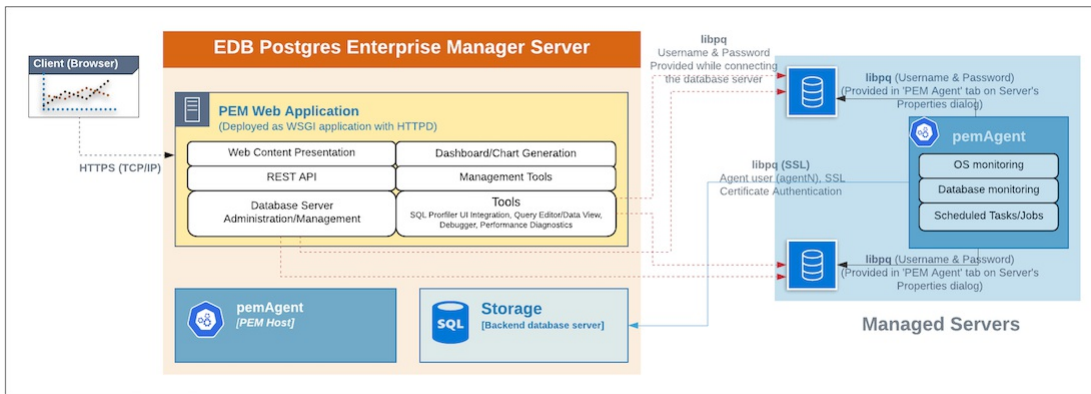 EDB Postgres Enterprise Manager Server
Client (Browser)
HTTPS (TCP/IP)
PEM Web Application
(Deployed as WSGI application with HTTPD)
Web Content Presentation
Dashboard/Chart Generation
REST API
Management Tools
Database Server
Administration/Management
Tools
SQL Profriler UI Integration, Query Editor/Data View,
Debugger, Performance Diagnostics
pemAgent
[PEM Host]
SQL
Storage
[Backend database server]
libpq
Username & Password
Provided while connecting
the database server
libpq (Username & Password)
(Provided in 'PEM Agent' tab on Server's
Properties dialog)
libpq (SSL)
Agent user (agentN), SSL
Certificate Authentication
pemAgent
OS monitoring
Database monitoring
Scheduled Tasks/Jobs
libpq (Username & Password)
(Provided in 'PEM Agent' tab on Server's
Properties dialog)
Managed Servers